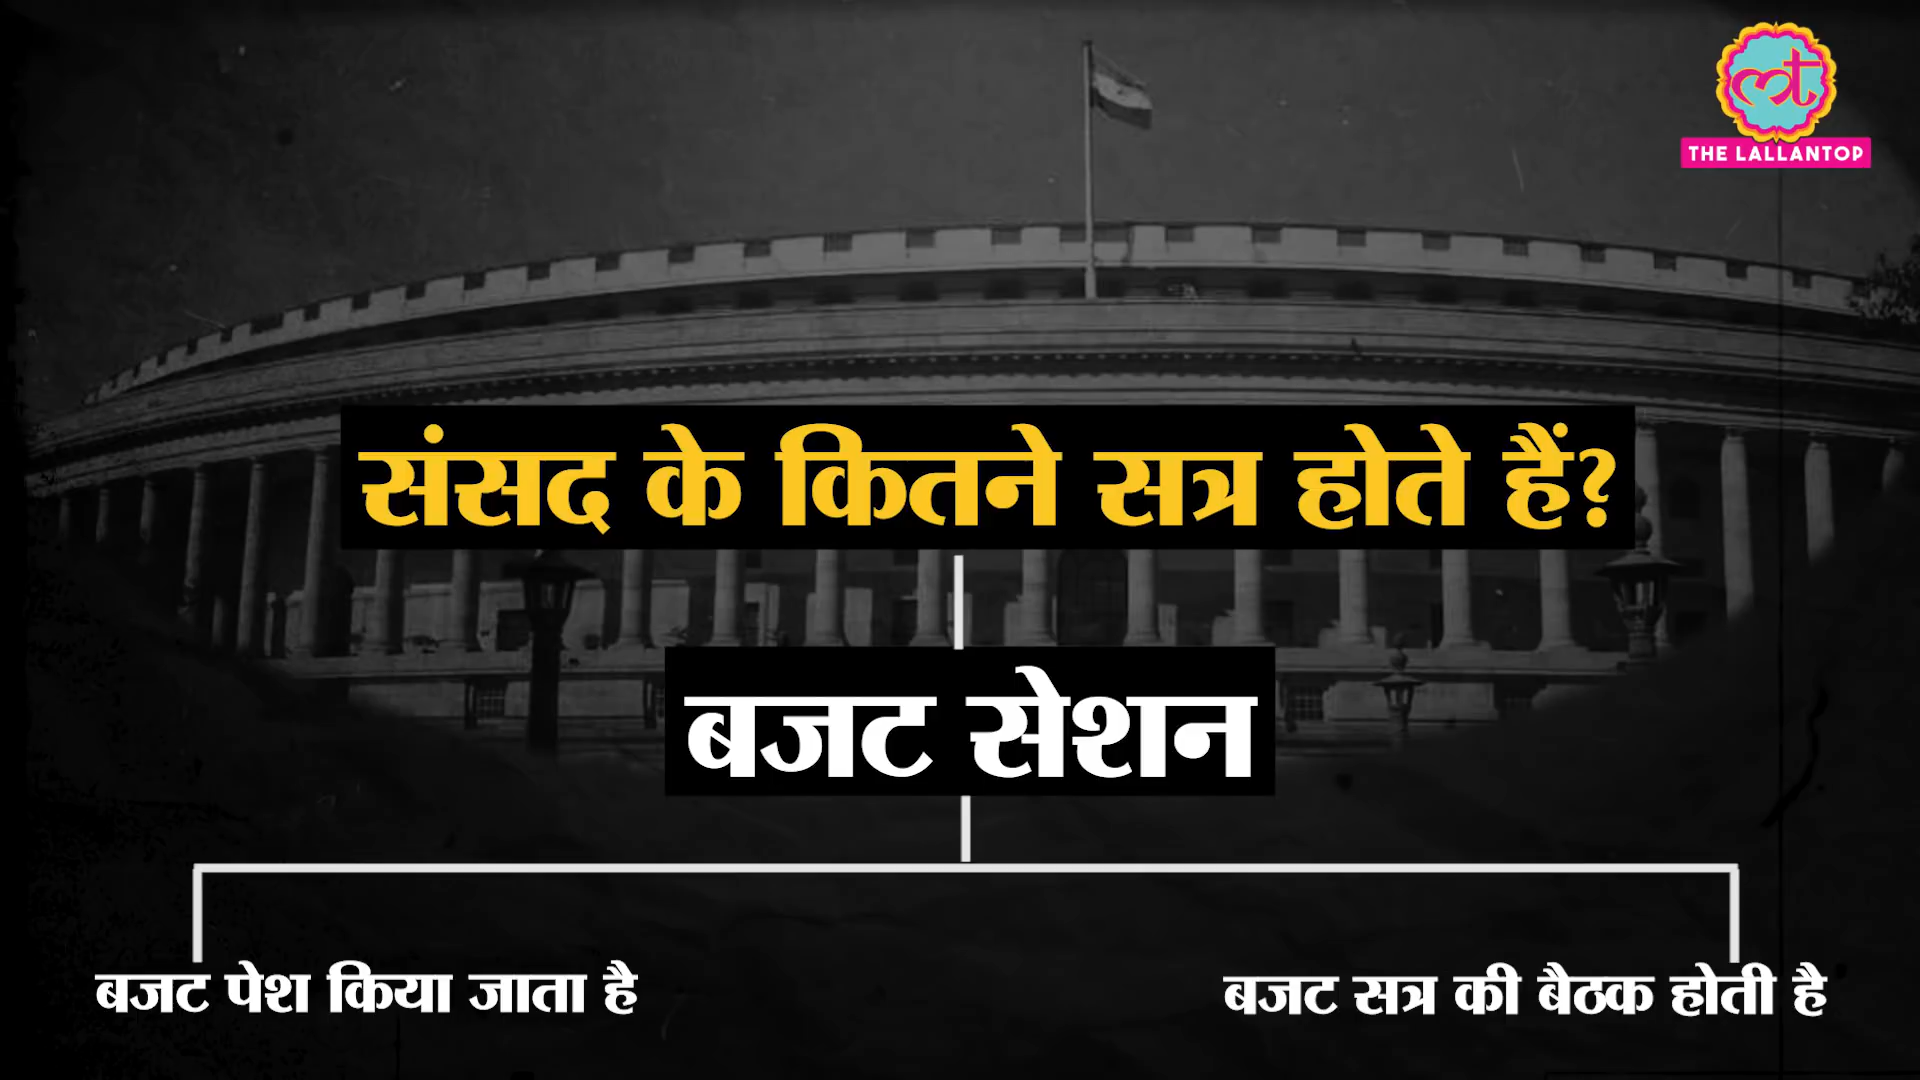 THE LALLANTOP
संसद के कितने सत्र होते हैं?
बजट सेशन
बजट पेश किया जाता है
बजट सत्र की बैठक होती है